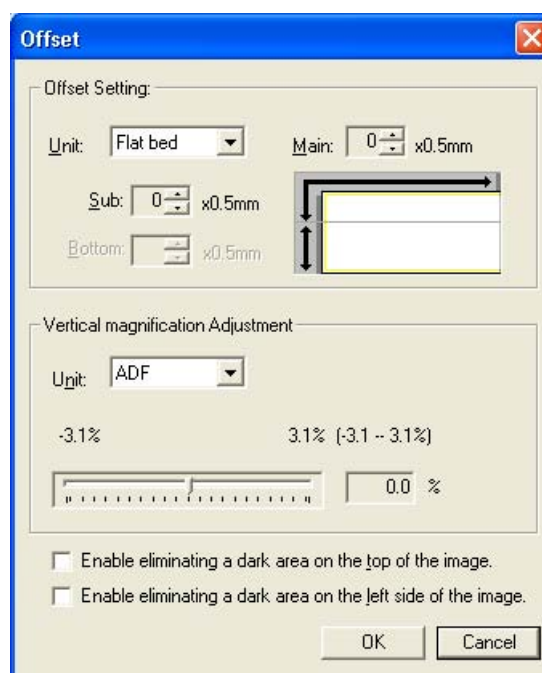 Offset
Offset Setting:
Unit: Flat bed Main: 0 x0.5mm
Sub: 0 x0.5mm
Bottom: x0.5mm
Vertical magnification Adjustment
Unit: ADF
-3.1% 3.1% (-3.1 -- 3.1%)
0.0 %
Enable eliminating a dark area on the top of the image.
Enable eliminating a dark area on the left side of the image.
OK Cancel